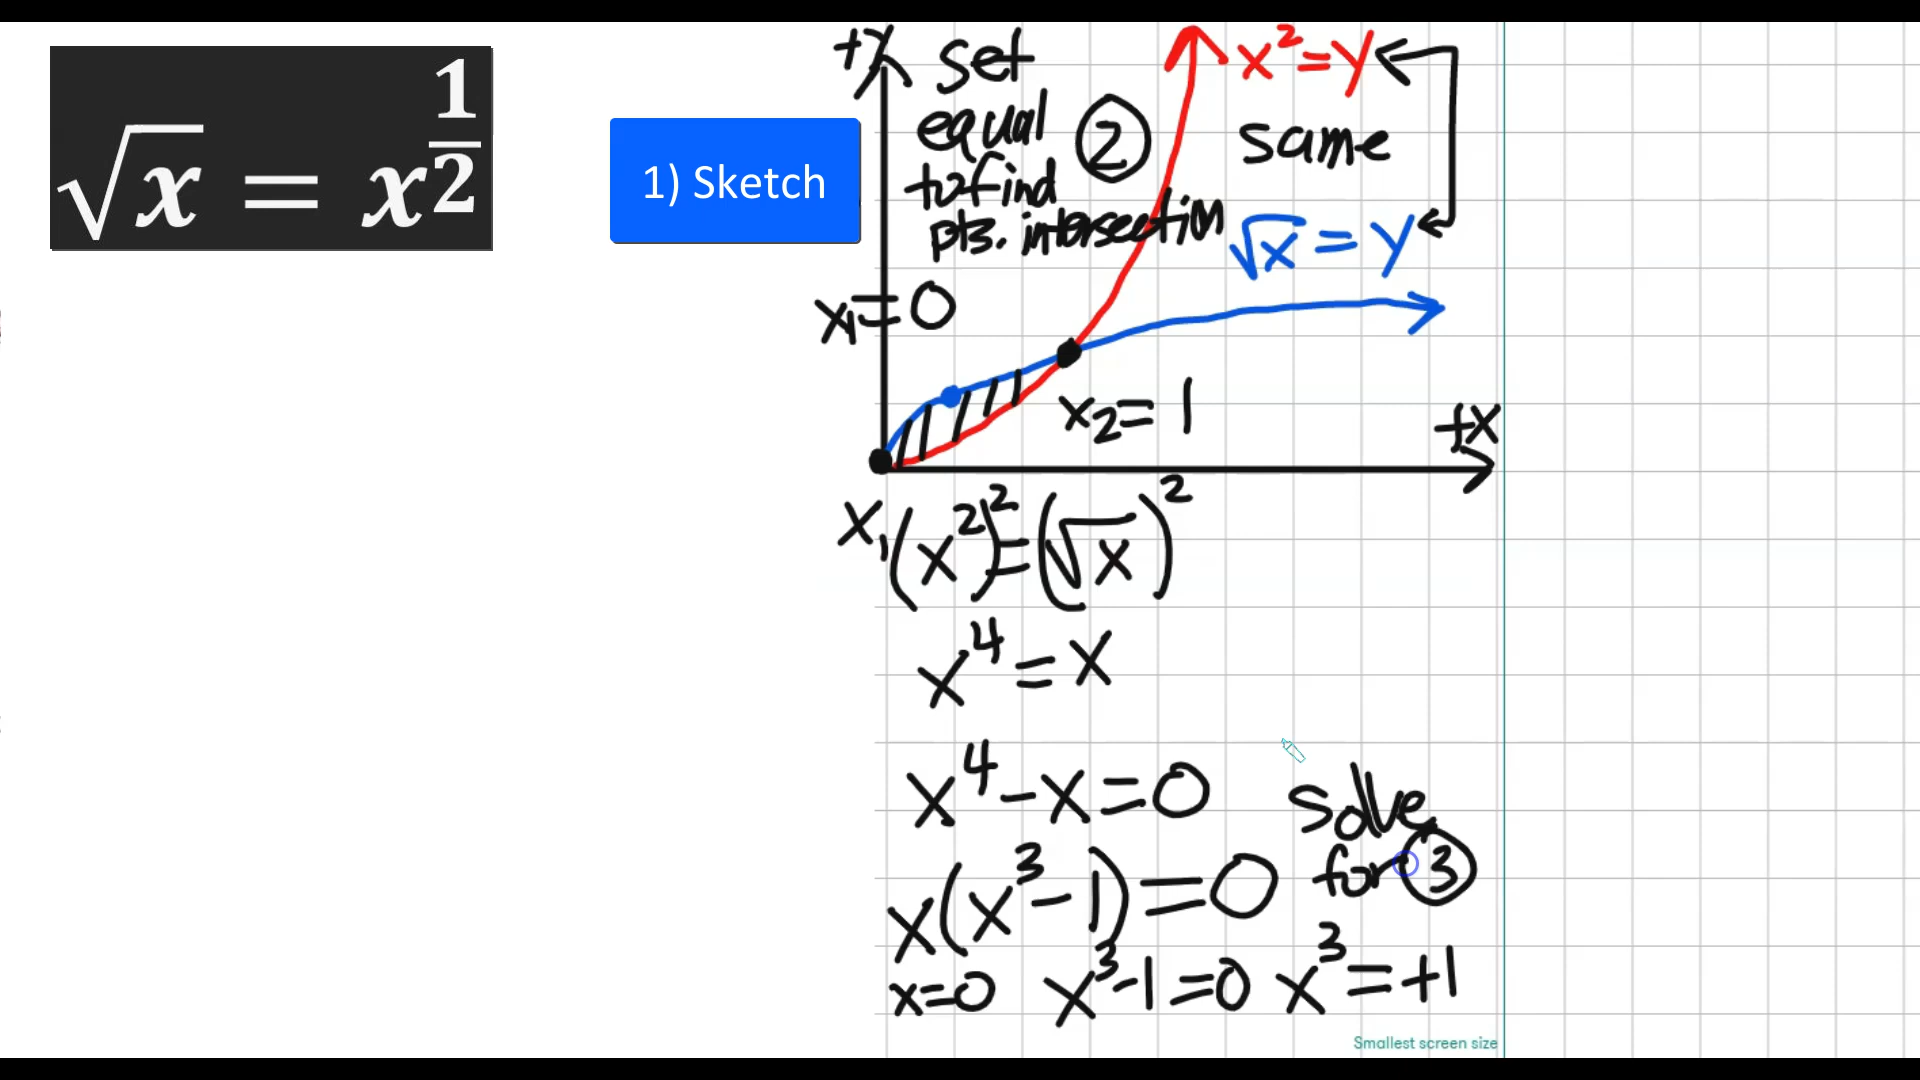 √x = x^(1/2)
1) Sketch
+y
set
equal
to find
pts. intersection
②
x² = y
same
√x = y
x₁ = 0
x₂ = 1
+x
x₁
(x²)² = (√x)²
x⁴ = x
x⁴ - x = 0
x(x³ - 1) = 0
solve
for ③
x = 0 x³ - 1 = 0 x³ = +1
Smallest screen size